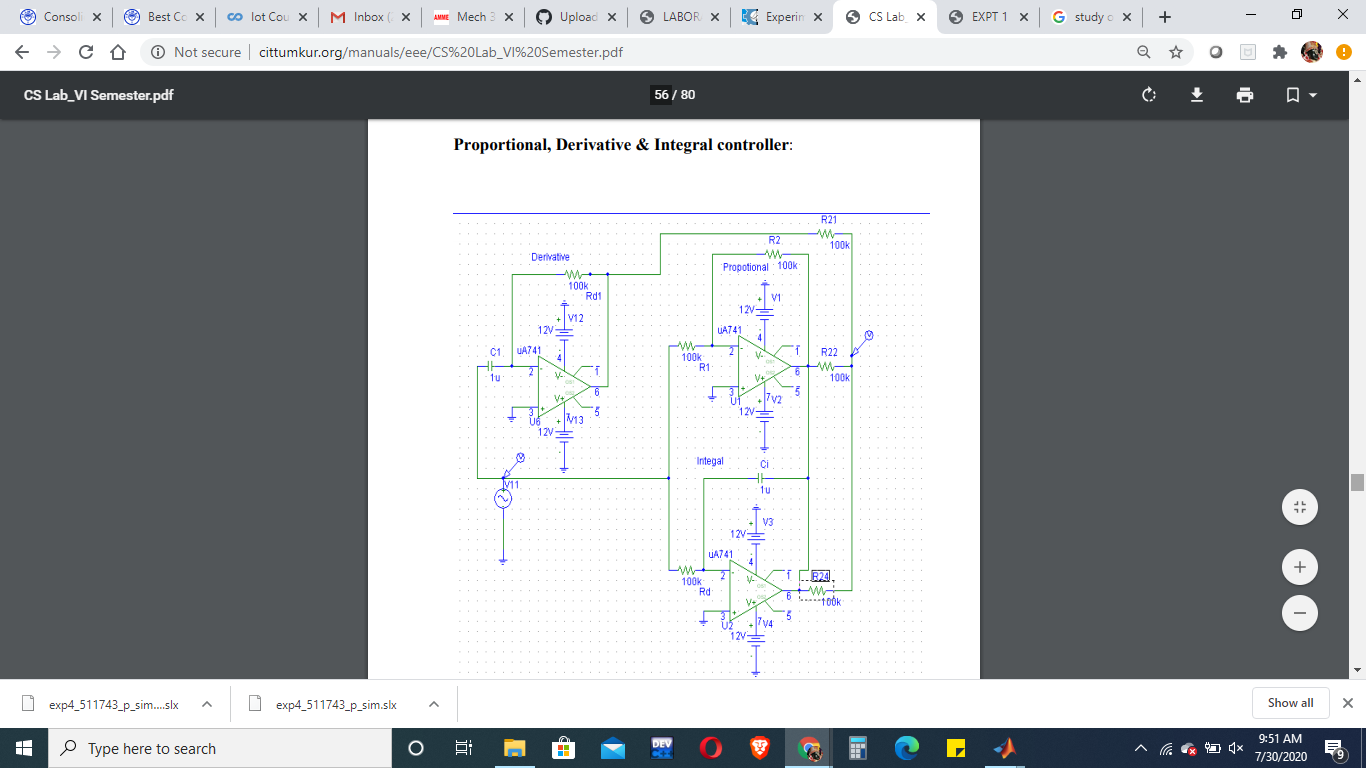 Consoli
Best Co
Iot Cou
Inbox (
AMME Mech 3
Upload
LABOR
Experin
CS Lab_
EXPT 1
study o
Not secure cittumkur.org/manuals/eee/CS%20Lab_VI%20Semester.pdf
CS Lab_VI Semester.pdf
56 / 80
Proportional, Derivative & Integral controller:
R21
100k
R2
100k
Derivative
Propotional
100k
Rd1
V12
12V
V1
12V
C1
1u
uA741
2
4
V-
V+
1
6
5
3
U6
7
V13
12V
uA741
100k
R1
2
4
V-
V+
1
6
5
3
U1
7
V2
12V
R22
100k
V
V
V11
Integal
Ci
1u
V3
12V
uA741
100k
Rd
2
4
V-
V+
1
6
5
3
U2
7
V4
12V
R24
100k
exp4_511743_p_sim....slx
exp4_511743_p_sim.slx
Show all
Type here to search
DEV
9:51 AM
7/30/2020
9